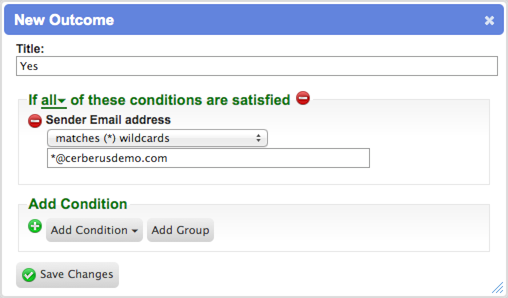 New Outcome
Title:
Yes
If all of these conditions are satisfied
Sender Email address
matches (*) wildcards
*@cerberusdemo.com
Add Condition
Add Condition Add Group
Save Changes